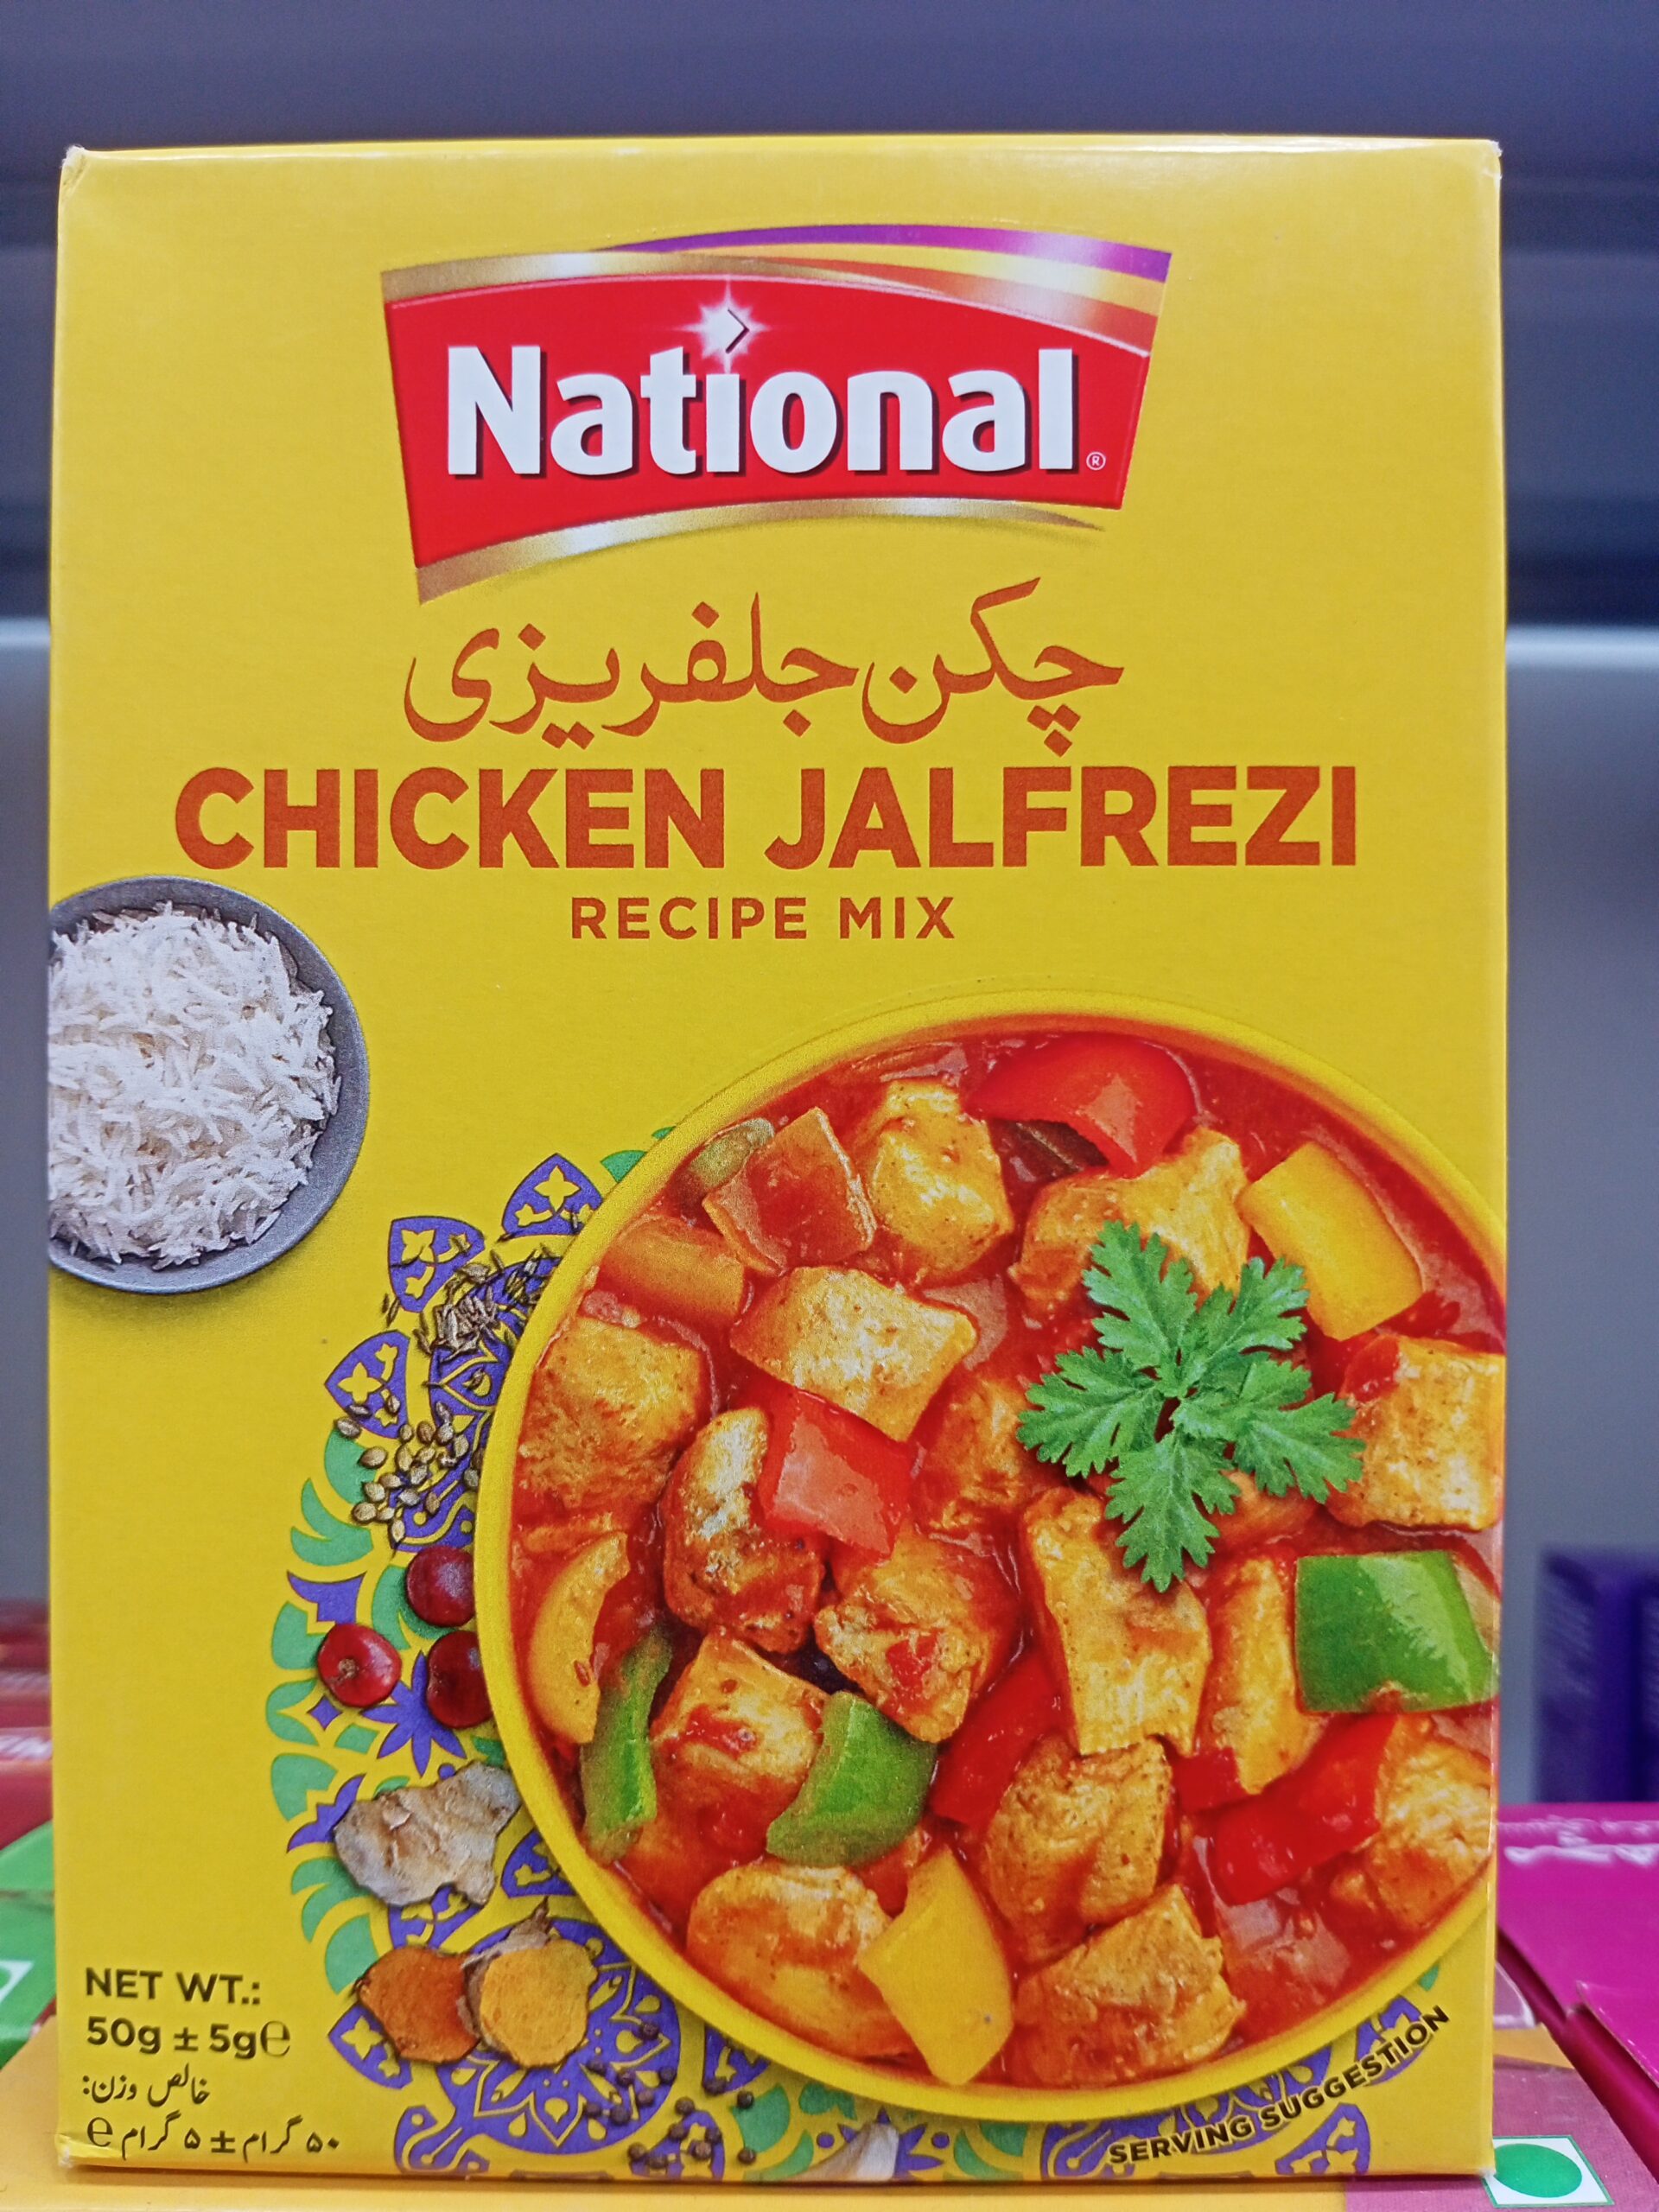 National®
چکن جلفریزی
CHICKEN JALFREZI
RECIPE MIX
NET WT.:
50g ± 5g℮
خالص وزن:
۵۰ گرام ± ۵ گرام ℮
SERVING SUGGESTION